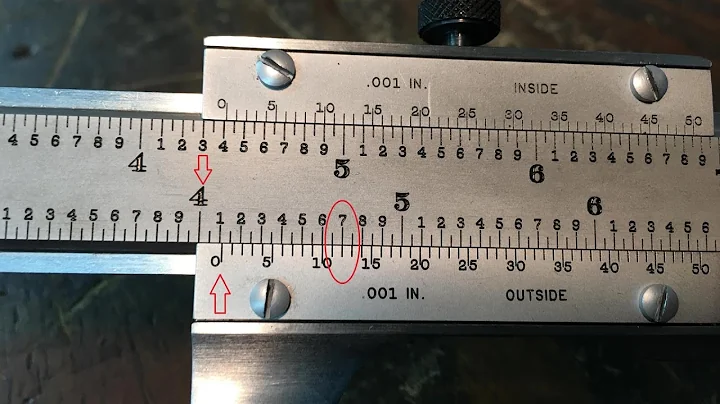 .001 IN. INSIDE
0 5 10 15 20 25 30 35 40 45 50
4 5 6 7 8 9 4 1 2 3 4 5 6 7 8 9 5 1 2 3 4 5 6 7 8 9 6 1 2 3 4 5 6 7 8 9
1 2 3 4 5 6 7 8 9 4 1 2 3 4 5 6 7 8 9 5 1 2 3 4 5 6 7 8 9 6 1 2 3 4 5 6
0 5 10 15 20 25 30 35 40 45 50
.001 IN. OUTSIDE